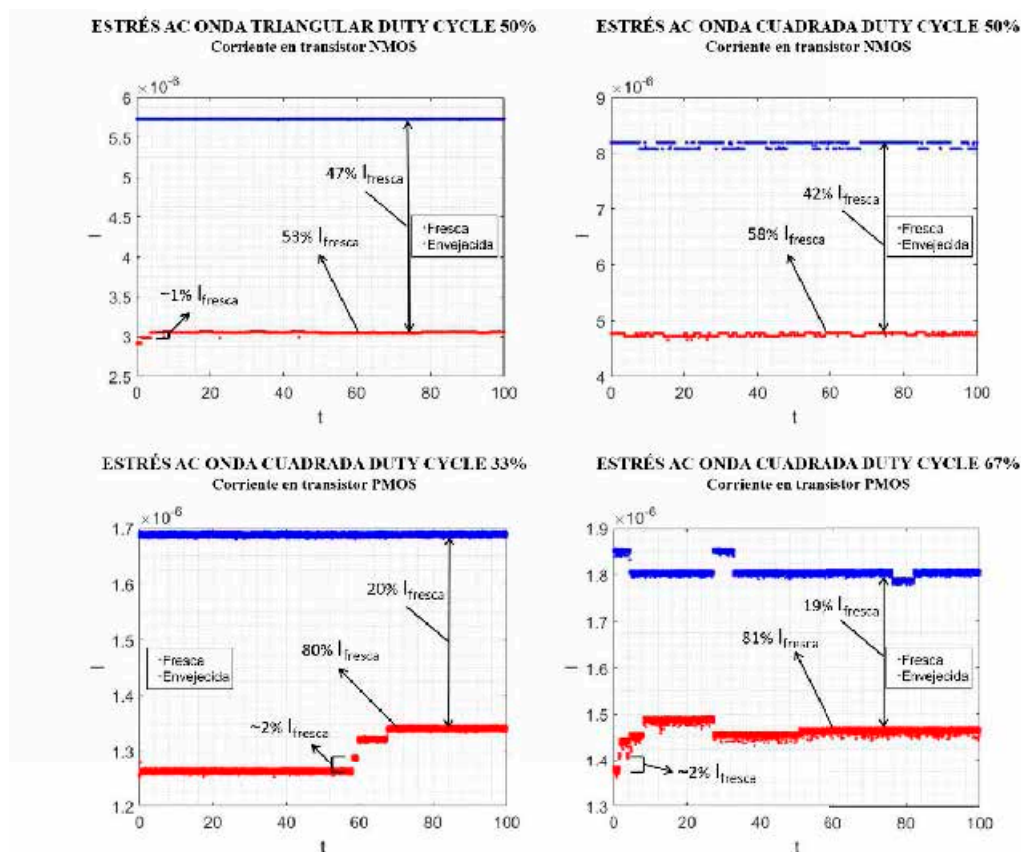 ESTRÉS AC ONDA TRIANGULAR DUTY CYCLE 50%
Corriente en transistor NMOS
×10⁻⁶
6
5.5
5
4.5
4
3.5
3
2.5
0 20 40 60 80 100
I
t
47% Ifresca
53% Ifresca
~1% Ifresca
Fresca
Envejecida
ESTRÉS AC ONDA CUADRADA DUTY CYCLE 50%
Corriente en transistor NMOS
×10⁻⁶
9
8
7
6
5
4
0 20 40 60 80 100
I
t
42% Ifresca
58% Ifresca
Fresca
Envejecida
ESTRÉS AC ONDA CUADRADA DUTY CYCLE 33%
Corriente en transistor PMOS
×10⁻⁶
1.7
1.6
1.5
1.4
1.3
1.2
0 20 40 60 80 100
I
t
20% Ifresca
80% Ifresca
~2% Ifresca
Fresca
Envejecida
ESTRÉS AC ONDA CUADRADA DUTY CYCLE 67%
Corriente en transistor PMOS
×10⁻⁶
1.9
1.8
1.7
1.6
1.5
1.4
1.3
0 20 40 60 80 100
I
t
19% Ifresca
81% Ifresca
~2% Ifresca
Fresca
Envejecida